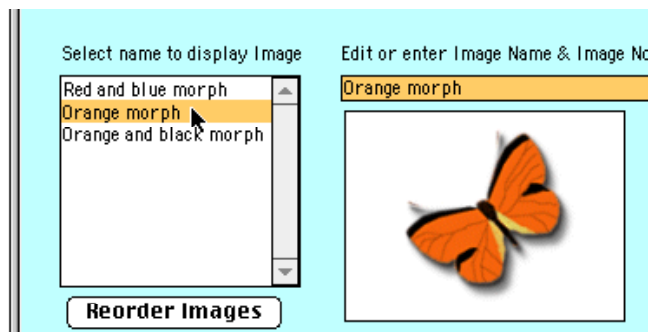 Select name to display Image
Edit or enter Image Name & Image
Red and blue morph
Orange morph
Orange and black morph
Orange morph
Reorder Images